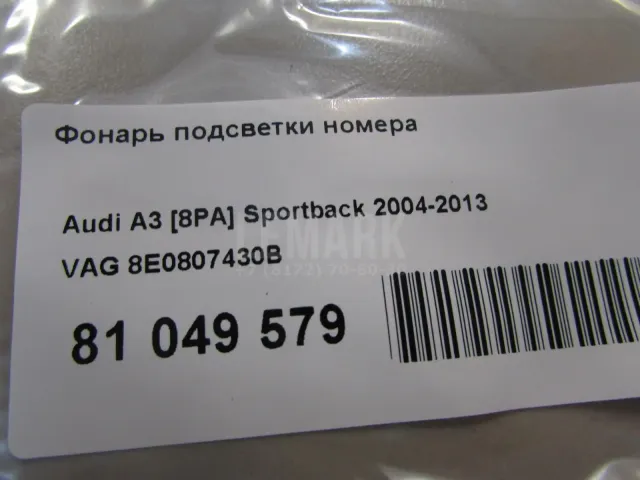 Фонарь подсветки номера
Audi A3 [8PA] Sportback 2004-2013
VAG 8E0807430B
81 049 579